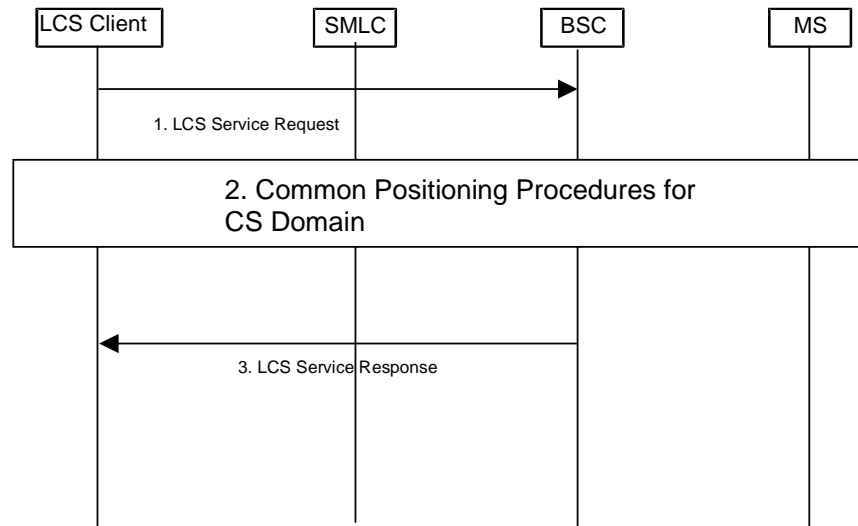 LCS Client
SMLC
BSC
MS
1. LCS Service Request
2. Common Positioning Procedures for
CS Domain
3. LCS Service Response